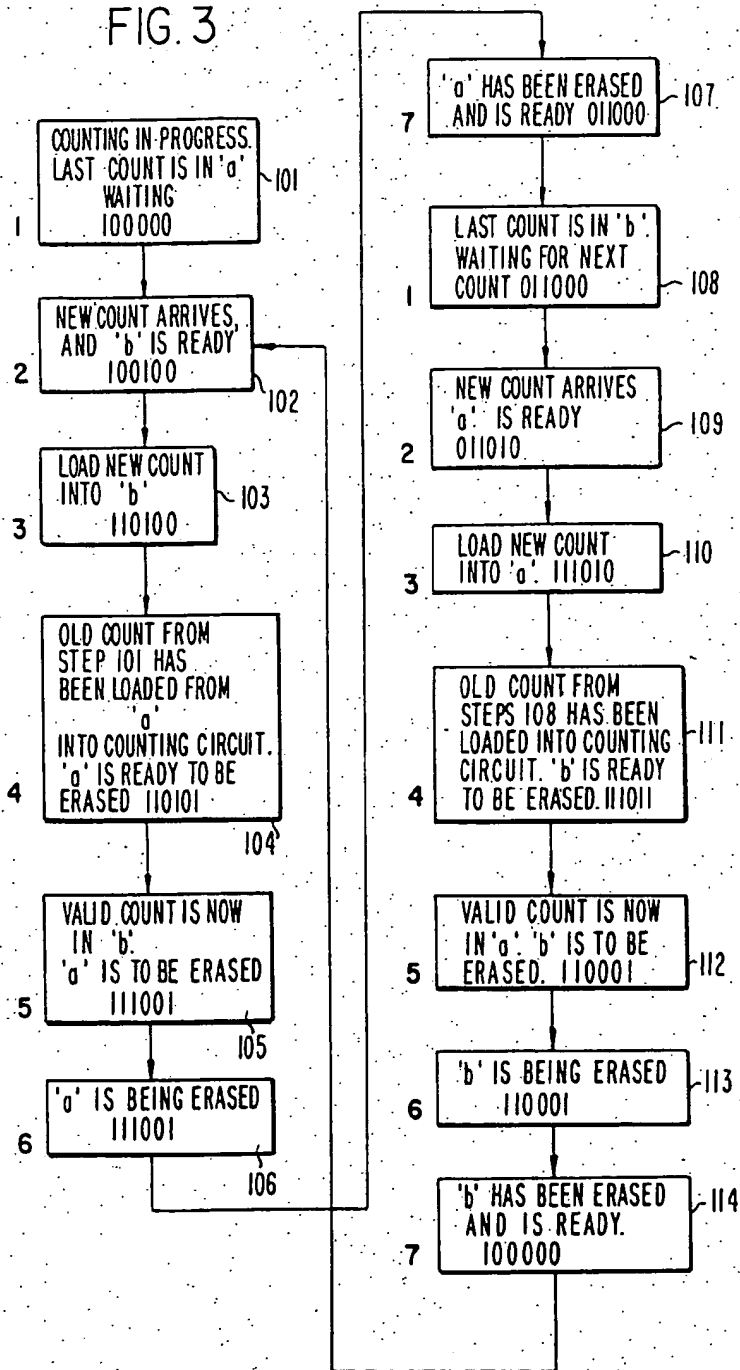 FIG. 3
COUNTING IN PROGRESS.
LAST COUNT IS IN 'a'
WAITING
100000
101
1
NEW COUNT ARRIVES,
AND 'b' IS READY
100100
2
102
LOAD NEW COUNT
INTO 'b'
110100
103
3
OLD COUNT FROM
STEP 101 HAS
BEEN LOADED FROM
'a'
INTO COUNTING CIRCUIT.
'a' IS READY TO BE
ERASED 110101
4
104
VALID COUNT IS NOW
IN 'b'.
'a' IS TO BE ERASED
111001
5
105
'a' IS BEING ERASED
111001
6
106
'a' HAS BEEN ERASED
AND IS READY 011000
107
7
LAST COUNT IS IN 'b'.
WAITING FOR NEXT
COUNT 011000
108
1
NEW COUNT ARRIVES
'a'. IS READY
011010
109
2
LOAD NEW COUNT
INTO 'a'. 111010
110
3
OLD COUNT FROM
STEPS 108 HAS BEEN
LOADED INTO COUNTING
CIRCUIT. 'b' IS READY
TO BE ERASED. 111011
111
4
VALID COUNT IS NOW
IN 'a'. 'b' IS TO BE
ERASED. 110001
112
5
'b' IS BEING ERASED
110001
113
6
'b' HAS BEEN ERASED
AND IS READY.
100000
114
7